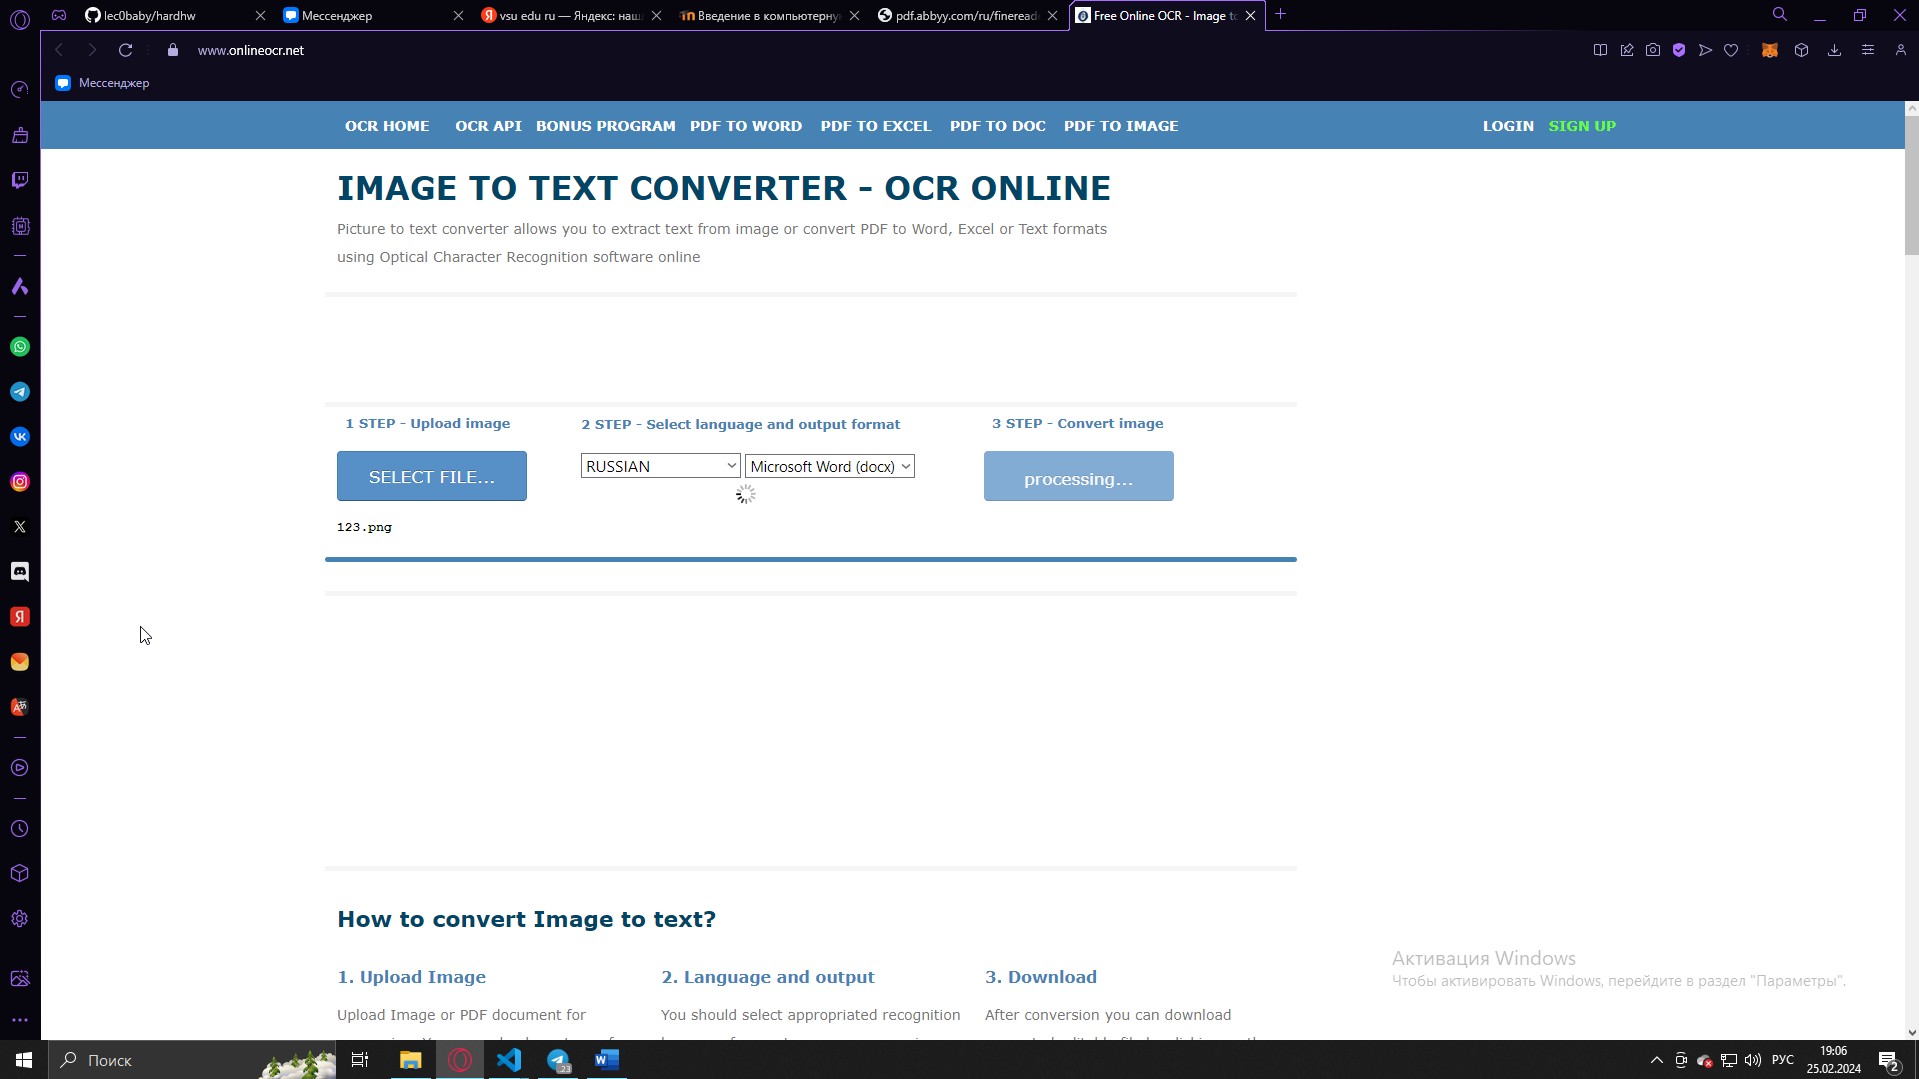 lec0baby/hardhw
Мессенджер
vsu edu ru — Яндекс: наш
Введение в компьютерну
pdf.abbyy.com/ru/finereade
Free Online OCR - Image to
www.onlineocr.net
Мессенджер
OCR HOME OCR API BONUS PROGRAM PDF TO WORD PDF TO EXCEL PDF TO DOC PDF TO IMAGE LOGIN SIGN UP
IMAGE TO TEXT CONVERTER - OCR ONLINE
Picture to text converter allows you to extract text from image or convert PDF to Word, Excel or Text formats
using Optical Character Recognition software online
1 STEP - Upload image
2 STEP - Select language and output format
3 STEP - Convert image
SELECT FILE...
RUSSIAN
Microsoft Word (docx)
processing...
123.png
How to convert Image to text?
1. Upload Image
2. Language and output
3. Download
Upload Image or PDF document for
You should select appropriated recognition
After conversion you can download
Активация Windows
Чтобы активировать Windows, перейдите в раздел "Параметры".
Поиск
23
РУС
19:06
25.02.2024
2